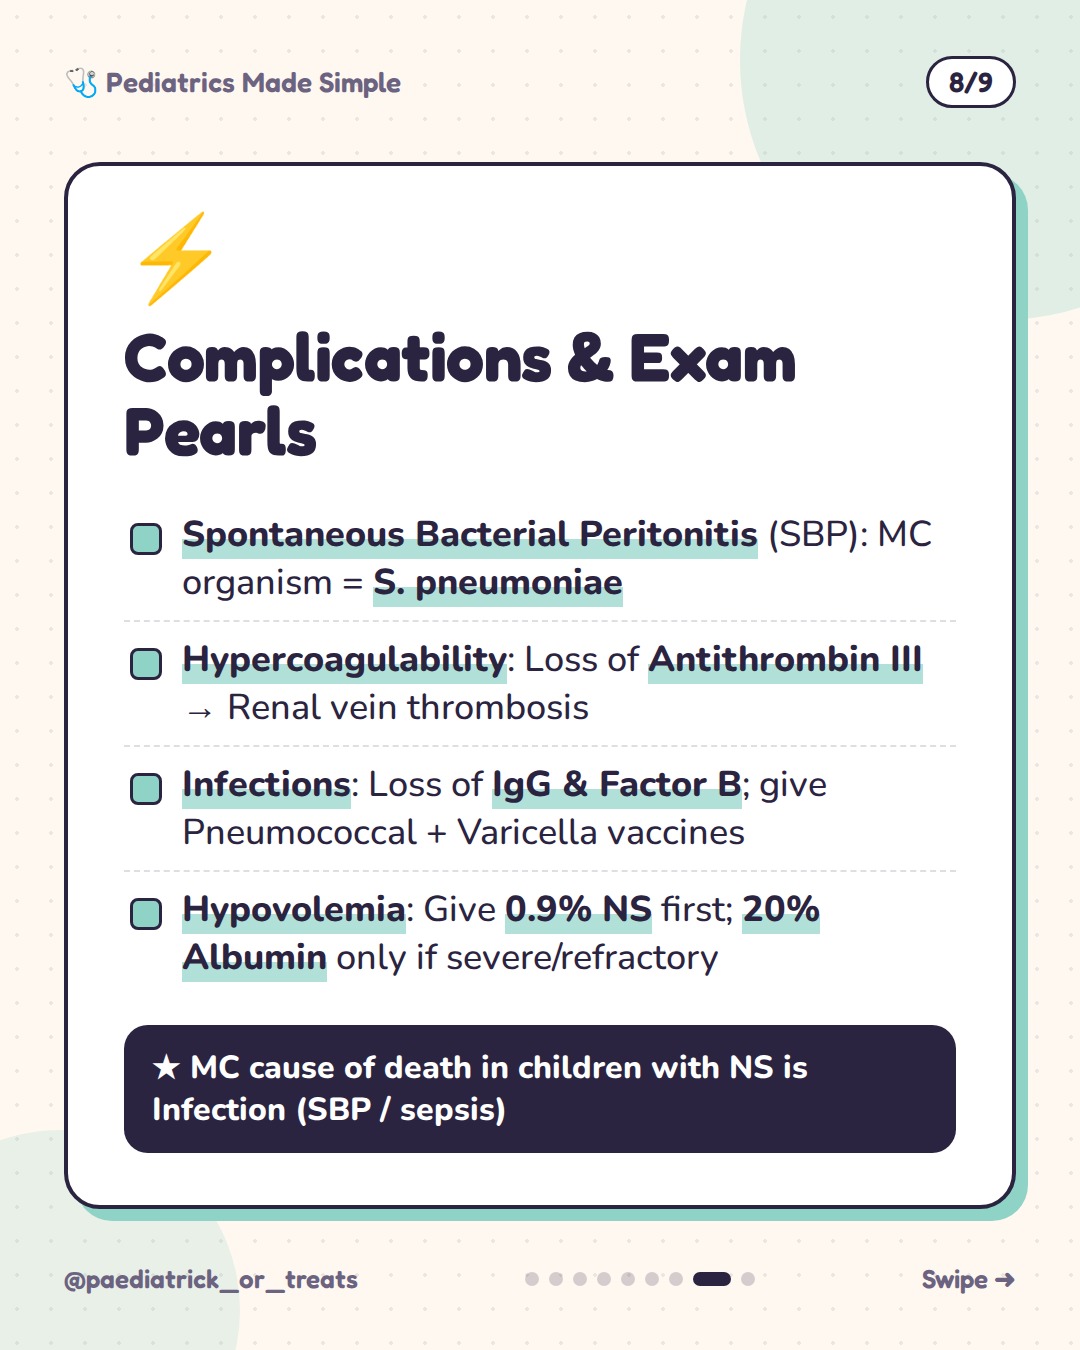 🩺 Pediatrics Made Simple
8/9
⚡
Complications & Exam
Pearls
Spontaneous Bacterial Peritonitis (SBP): MC
organism = S. pneumoniae
Hypercoagulability: Loss of Antithrombin III
→ Renal vein thrombosis
Infections: Loss of IgG & Factor B; give
Pneumococcal + Varicella vaccines
Hypovolemia: Give 0.9% NS first; 20%
Albumin only if severe/refractory
★ MC cause of death in children with NS is
Infection (SBP / sepsis)
@paediatrick_or_treats
Swipe ➜